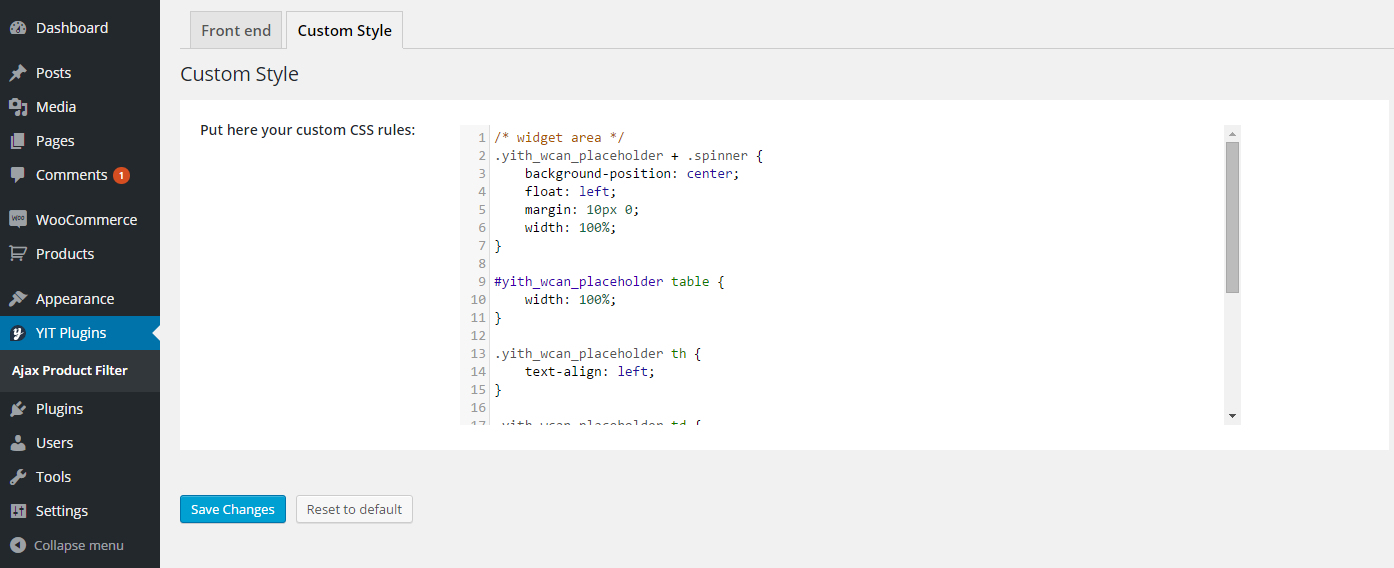 Dashboard
Posts
Media
Pages
Comments 1
WooCommerce
Products
Appearance
YIT Plugins
Ajax Product Filter
Plugins
Users
Tools
Settings
Collapse menu
Front end
Custom Style
Custom Style
Put here your custom CSS rules:
1 /* widget area */
2 .yith_wcan_placeholder + .spinner {
3 background-position: center;
4 float: left;
5 margin: 10px 0;
6 width: 100%;
7 }
8
9 #yith_wcan_placeholder table {
10 width: 100%;
11 }
12
13 .yith_wcan_placeholder th {
14 text-align: left;
15 }
16
17 .yith_wcan_placeholder td {
Save Changes
Reset to default